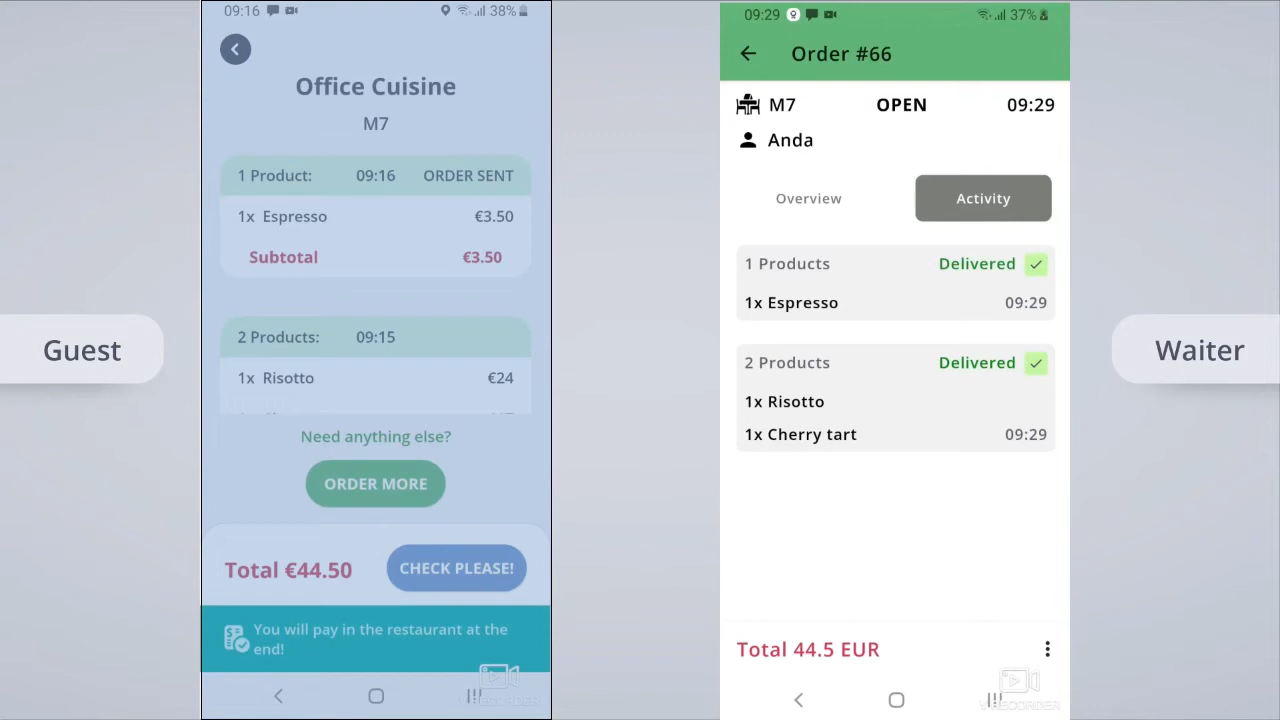 Guest
09:16
38%
Office Cuisine
M7
1 Product: 09:16 ORDER SENT
1x Espresso €3.50
Subtotal €3.50
2 Products: 09:15
1x Risotto €24
Need anything else?
ORDER MORE
Total €44.50 CHECK PLEASE!
You will pay in the restaurant at the
end!
09:29
37%
Order #66
M7 OPEN 09:29
Anda
Overview Activity
1 Products Delivered
1x Espresso 09:29
2 Products Delivered
1x Risotto
1x Cherry tart 09:29
Total 44.5 EUR
V RECORDER
Waiter